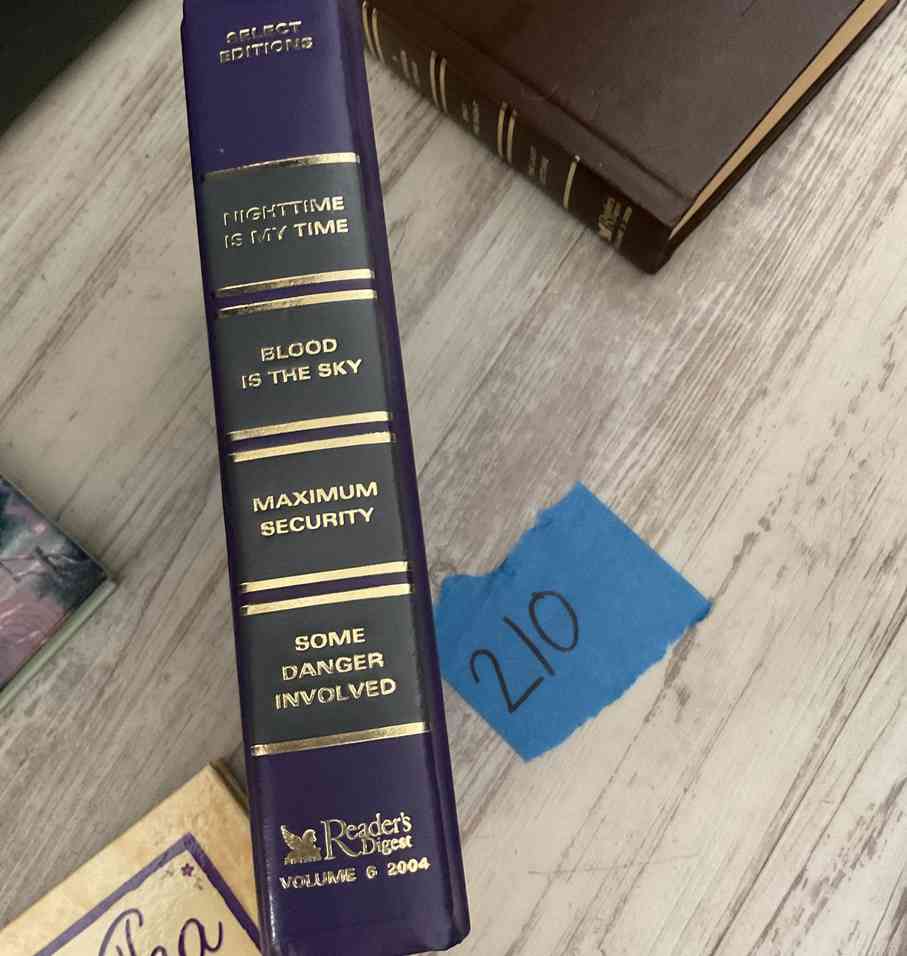 SELECT
EDITIONS
NIGHTTIME
IS MY TIME
BLOOD
IS THE SKY
MAXIMUM
SECURITY
SOME
DANGER
INVOLVED
Reader's
Digest
VOLUME 6 2004
210
Reader's